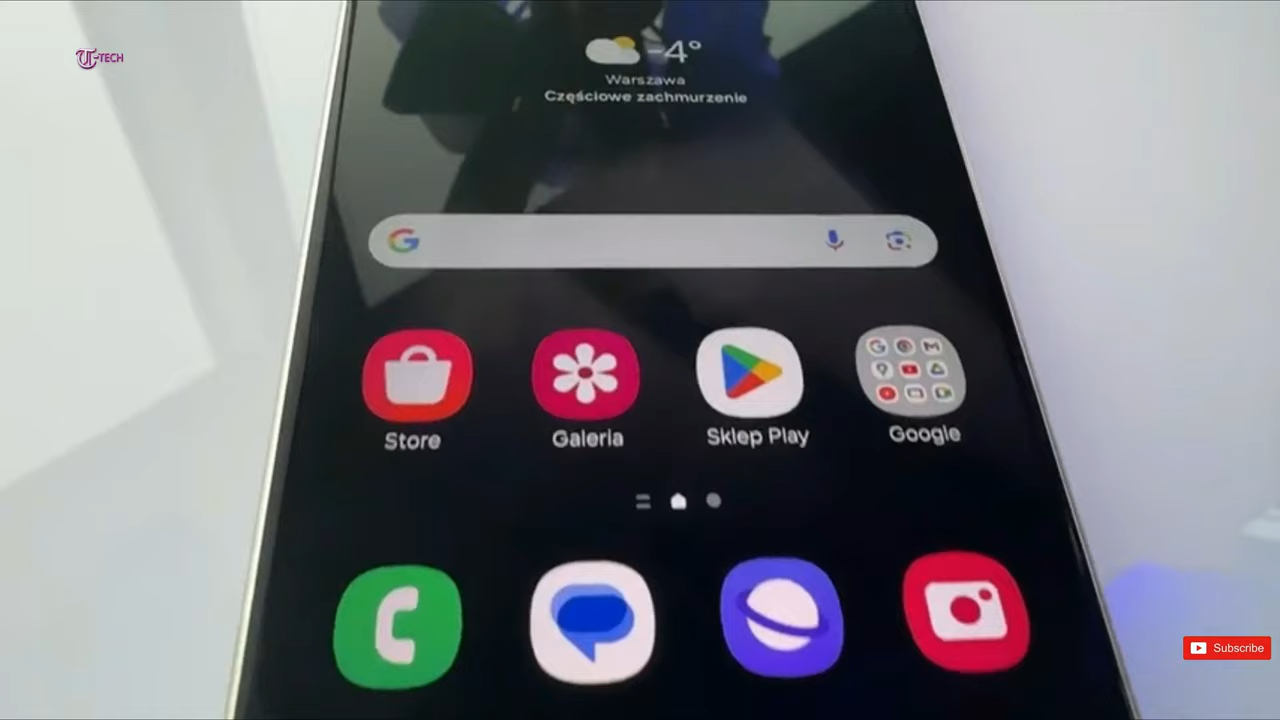 TECH
-4°
Warszawa
Częściowe zachmurzenie
Store
Galeria
Sklep Play
Google
Subscribe